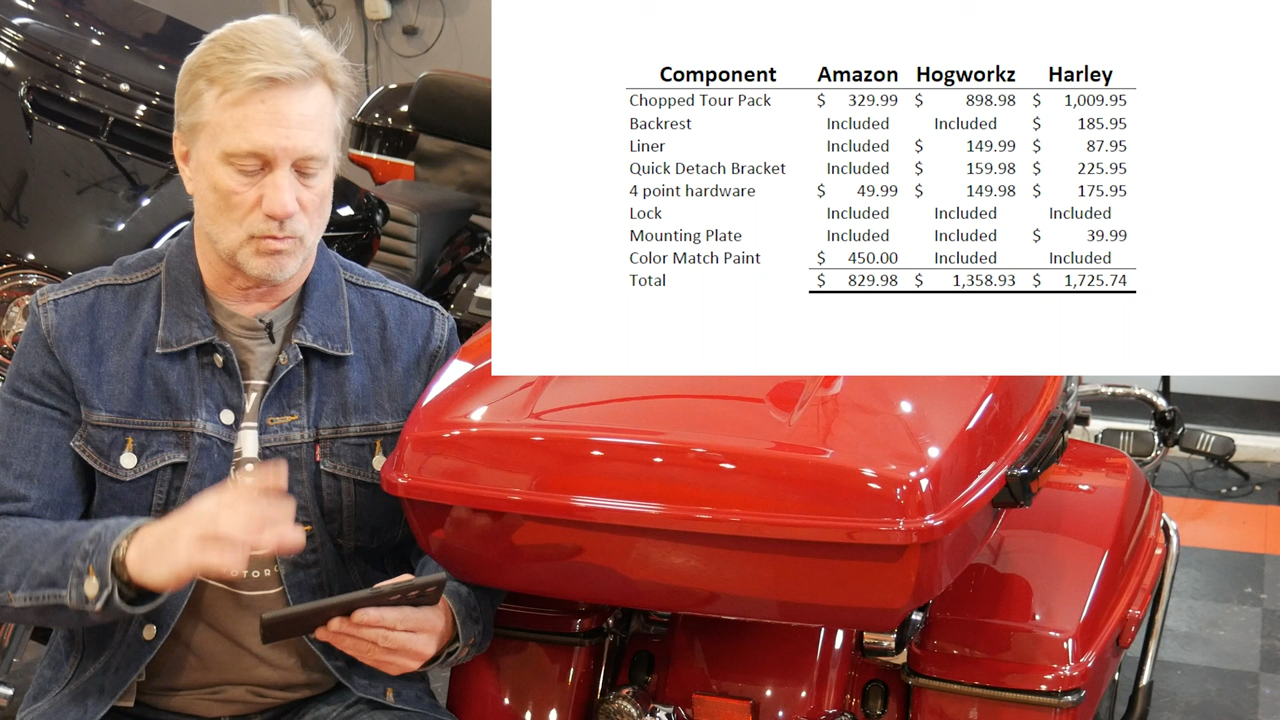 Component Amazon Hogworkz Harley
Chopped Tour Pack $ 329.99 $ 898.98 $ 1,009.95
Backrest Included Included $ 185.95
Liner Included $ 149.99 $ 87.95
Quick Detach Bracket Included $ 159.98 $ 225.95
4 point hardware $ 49.99 $ 149.98 $ 175.95
Lock Included Included Included
Mounting Plate Included Included $ 39.99
Color Match Paint $ 450.00 Included Included
Total $ 829.98 $ 1,358.93 $ 1,725.74